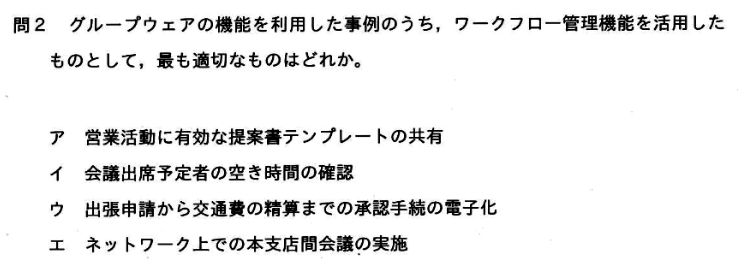 問２　グループウェアの機能を利用した事例のうち，ワークフロー管理機能を活用した
ものとして，最も適切なものはどれか。
ア　営業活動に有効な提案書テンプレートの共有
イ　会議出席予定者の空き時間の確認
ウ　出張申請から交通費の精算までの承認手続の電子化
エ　ネットワーク上での本支店間会議の実施